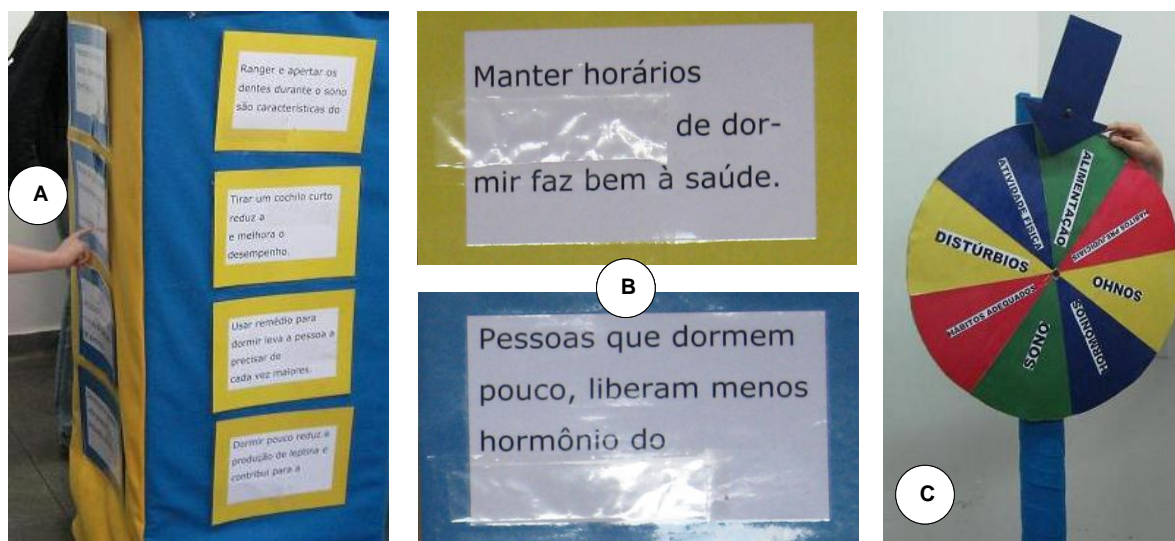 A
Ranger e apertar os
dentes durante o sono
são características do
Tirar um cochilo curto
reduz a
e melhora o
desempenho.
Usar remédio para
dormir leva a pessoa a
precisar de
cada vez maiores.
Dormir pouco reduz a
produção de leptina e
contribui para a
Manter horários
de dor-
mir faz bem à saúde.
B
Pessoas que dormem
pouco, liberam menos
hormônio do
ATIVIDADE FÍSICA
ALIMENTAÇÃO
HÁBITOS PREJUDICIAIS
DISTÚRBIOS
SONHO
HÁBITOS ADEQUADOS
HORMÔNIOS
SONO
C